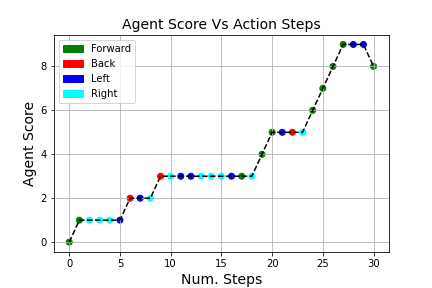 Agent Score Vs Action Steps
Forward
Back
Left
Right
8
6
4
2
0
Agent Score
0 5 10 15 20 25 30
Num. Steps